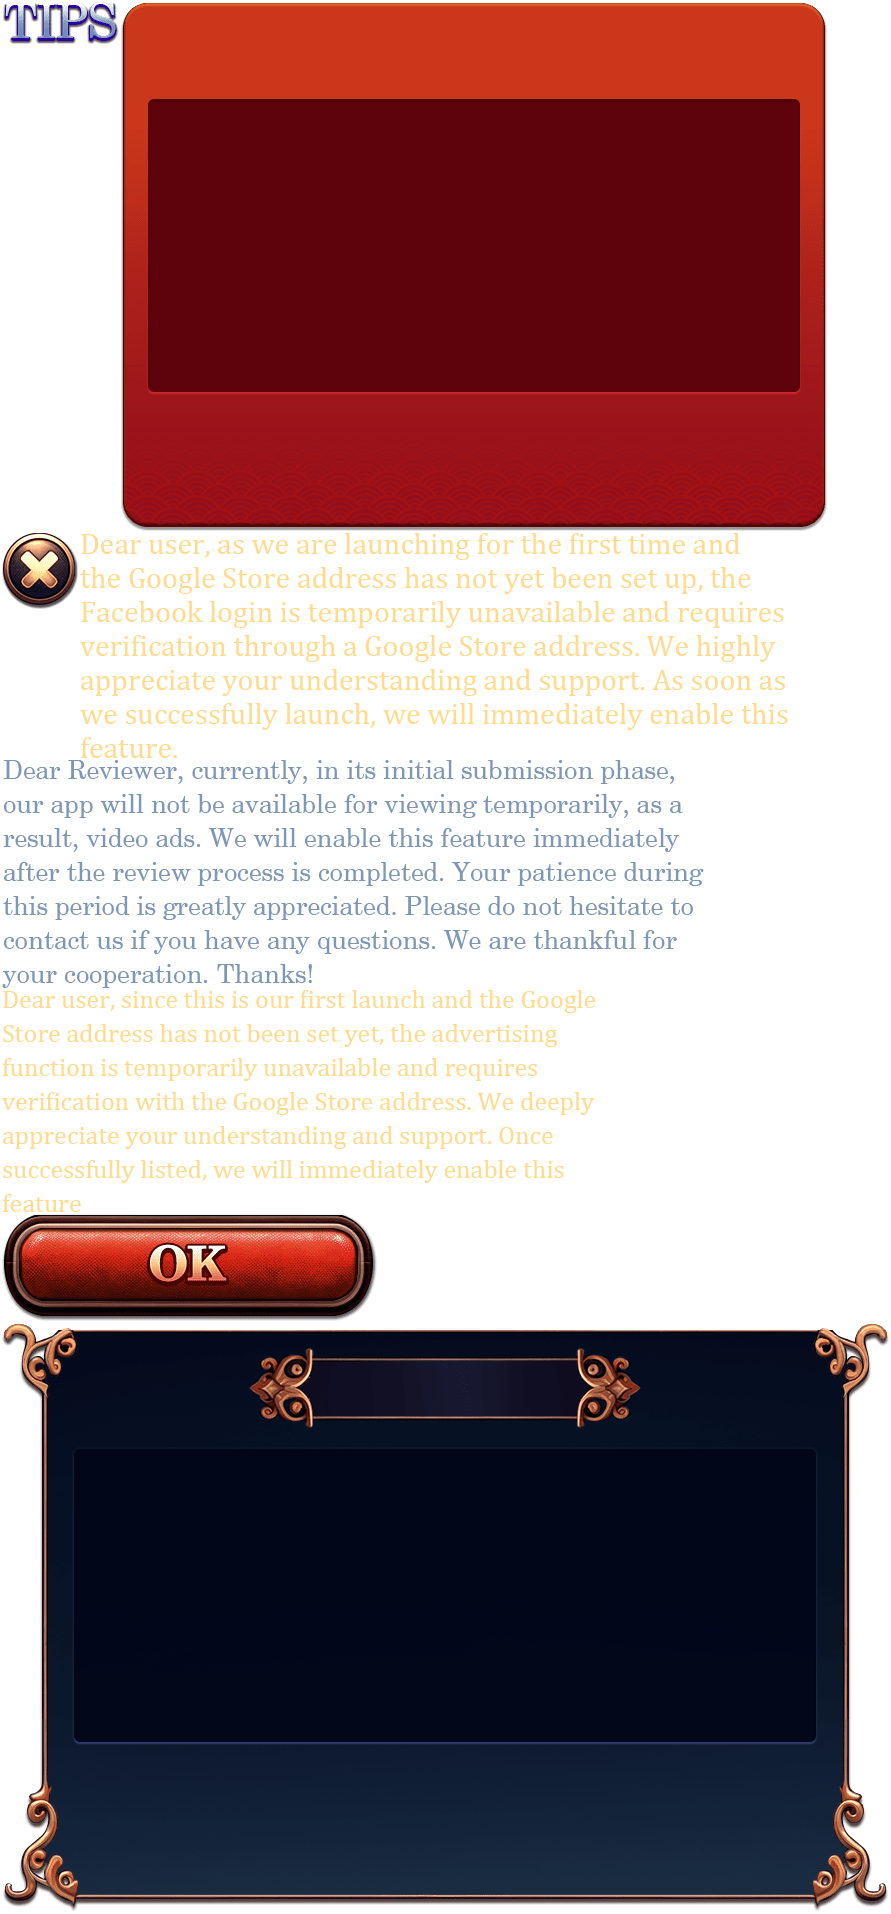 TIPS
Dear user, as we are launching for the first time and
the Google Store address has not yet been set up, the
Facebook login is temporarily unavailable and requires
verification through a Google Store address. We highly
appreciate your understanding and support. As soon as
we successfully launch, we will immediately enable this
feature.
Dear Reviewer, currently, in its initial submission phase,
our app will not be available for viewing temporarily, as a
result, video ads. We will enable this feature immediately
after the review process is completed. Your patience during
this period is greatly appreciated. Please do not hesitate to
contact us if you have any questions. We are thankful for
your cooperation. Thanks!
Dear user, since this is our first launch and the Google
Store address has not been set yet, the advertising
function is temporarily unavailable and requires
verification with the Google Store address. We deeply
appreciate your understanding and support. Once
successfully listed, we will immediately enable this
feature
OK